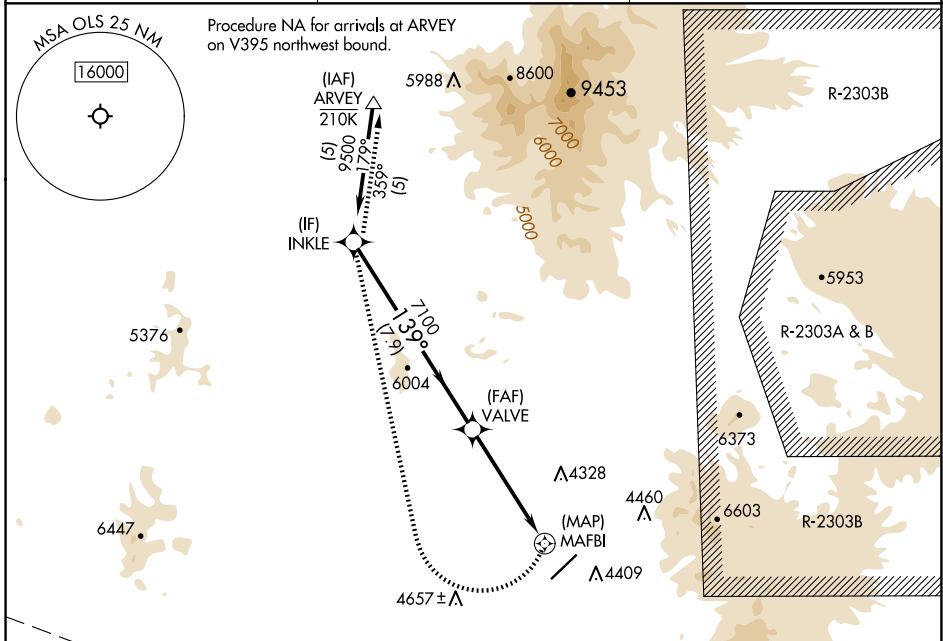 MSA OLS 25 NM
16000
Procedure NA for arrivals at ARVEY
on V395 northwest bound.
(IAF)
ARVEY
210K
5988
8600
9453
7000
6000
5000
R-2303B
(5)
9500
179°
359°
(5)
(IF)
INKLE
5953
5376
7100
139°
(7.9)
R-2303A & B
6004
(FAF)
VALVE
6373
4328
4460
6603
R-2303B
6447
(MAP)
MAFBI
4409
4657±